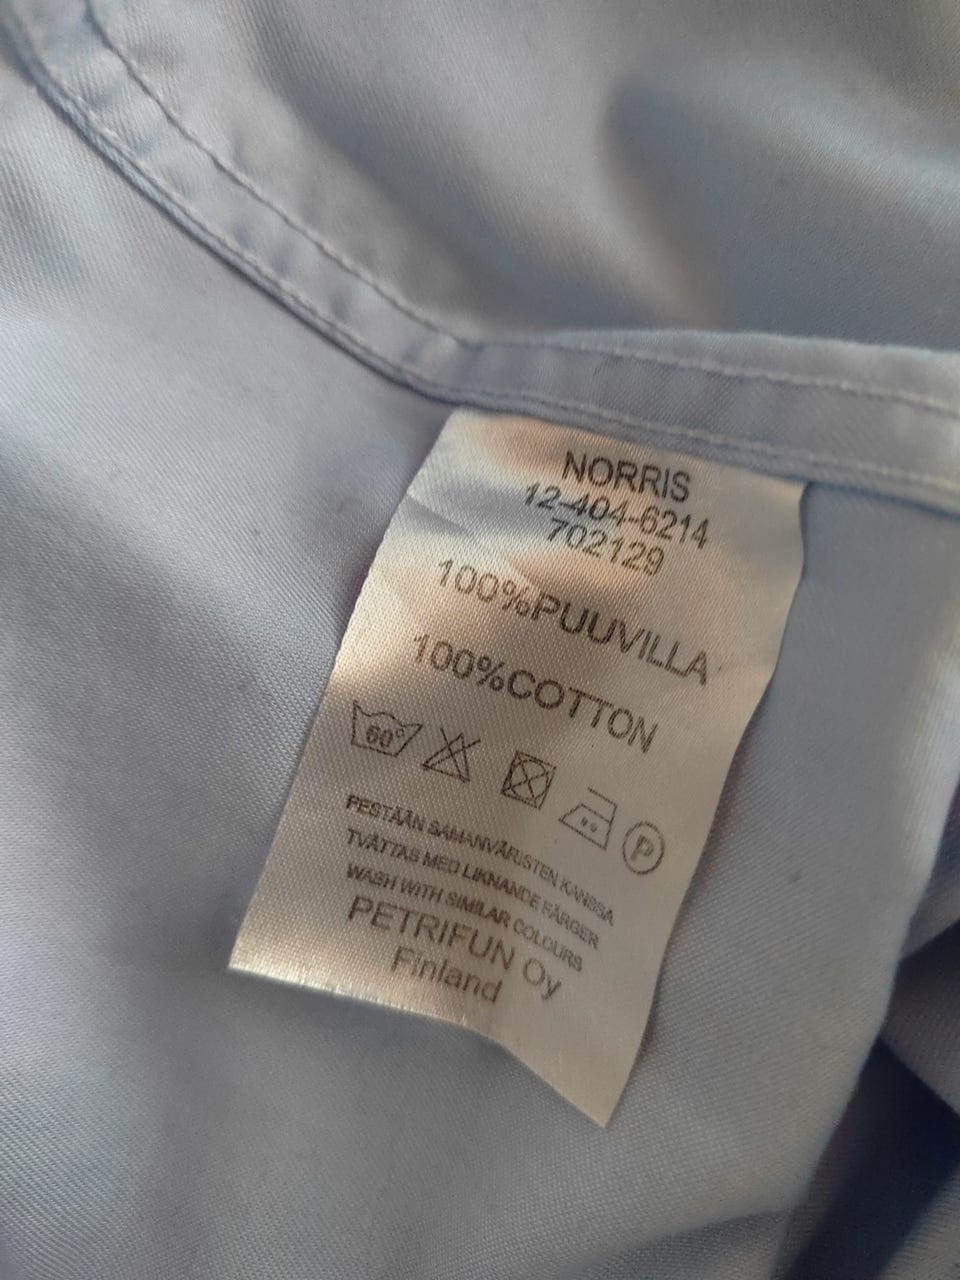 NORRIS
12-404-6214
702129
100%PUUVILLA
100%COTTON
60°
P
PESTÄÄN SAMANVÄRISTEN KANSSA
TVÄTTAS MED LIKNANDE FÄRGER
WASH WITH SIMILAR COLOURS
PETRIFUN Oy
Finland